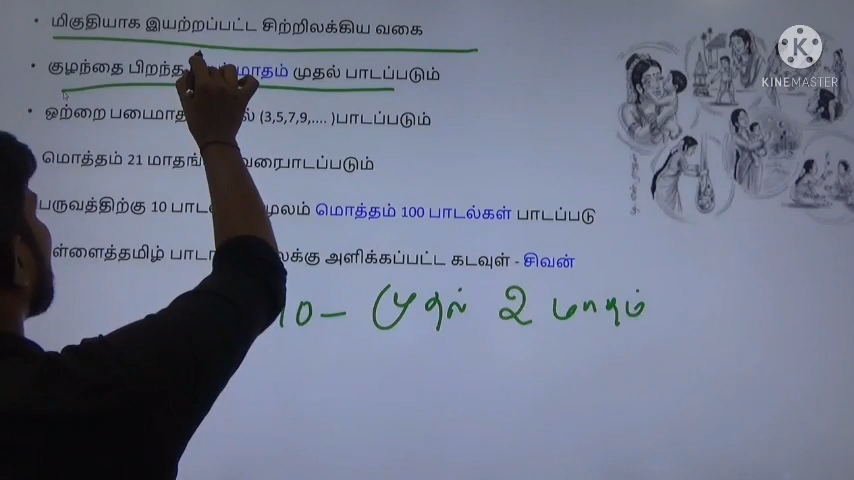 • மிகுதியாக இயற்றப்பட்ட சிற்றிலக்கிய வகை
• குழந்தை பிறந்த மாதம் முதல் பாடப்படும்
• ஒற்றை படைமாத (3,5,7,9,.... )பாடப்படும்
மொத்தம் 21 மாதங் வரைபாடப்படும்
பருவத்திற்கு 10 மூலம் மொத்தம் 100 பாடல்கள் பாடப்படு
ள்ளைத்தமிழ் அளிக்கப்பட்ட கடவுள் - சிவன்
10 - முதல் 2 மாதம்
KINEMASTER